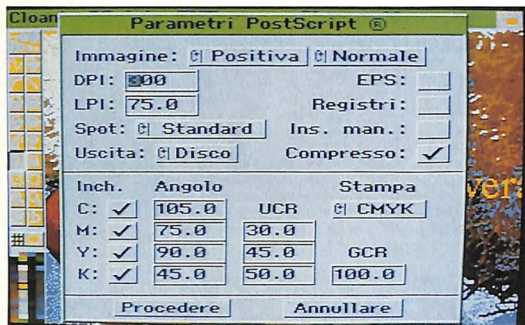 Cloan
Parametri PostScript ®
Immagine: Positiva Normale
DPI: 300 EPS:
LPI: 75.0 Registri:
Spot: Standard Ins. man.:
Uscita: Disco Compresso: ✓
Inch. Angolo Stampa
C: ✓ 105.0 UCR CMYK
M: ✓ 75.0 30.0
Y: ✓ 90.0 45.0 GCR
K: ✓ 45.0 50.0 100.0
Procedere Annullare
ver